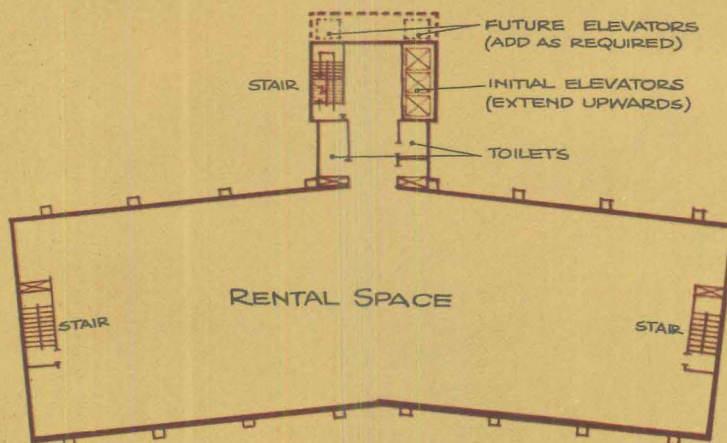 FUTURE ELEVATORS
(ADD AS REQUIRED)
STAIR
INITIAL ELEVATORS
(EXTEND UPWARDS)
TOILETS
RENTAL SPACE
STAIR
STAIR